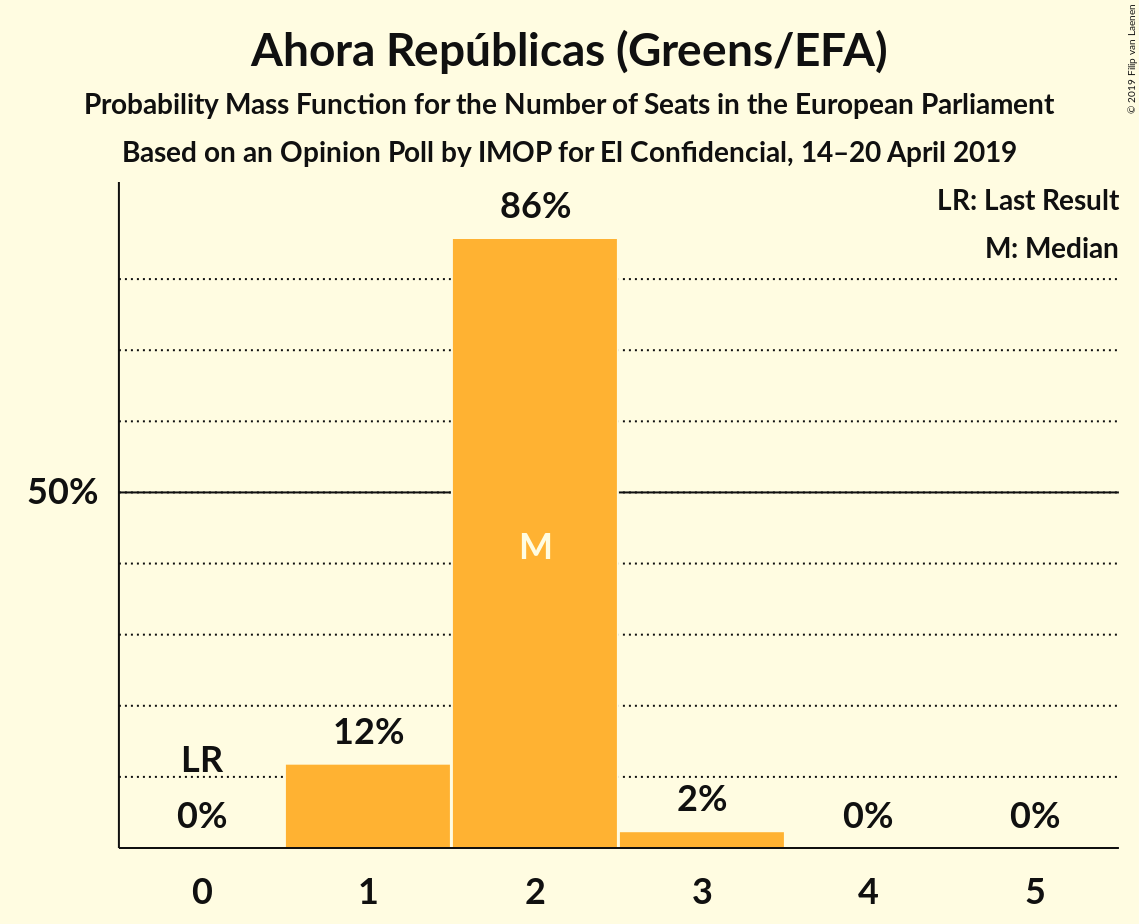 Ahora Repúblicas (Greens/EFA)
Probability Mass Function for the Number of Seats in the European Parliament
Based on an Opinion Poll by IMOP for El Confidencial, 14–20 April 2019
© 2019 Filip van Laenen
LR: Last Result
M: Median
86%
50%
M
12%
LR
2%
0%
0%
0%
0 1 2 3 4 5